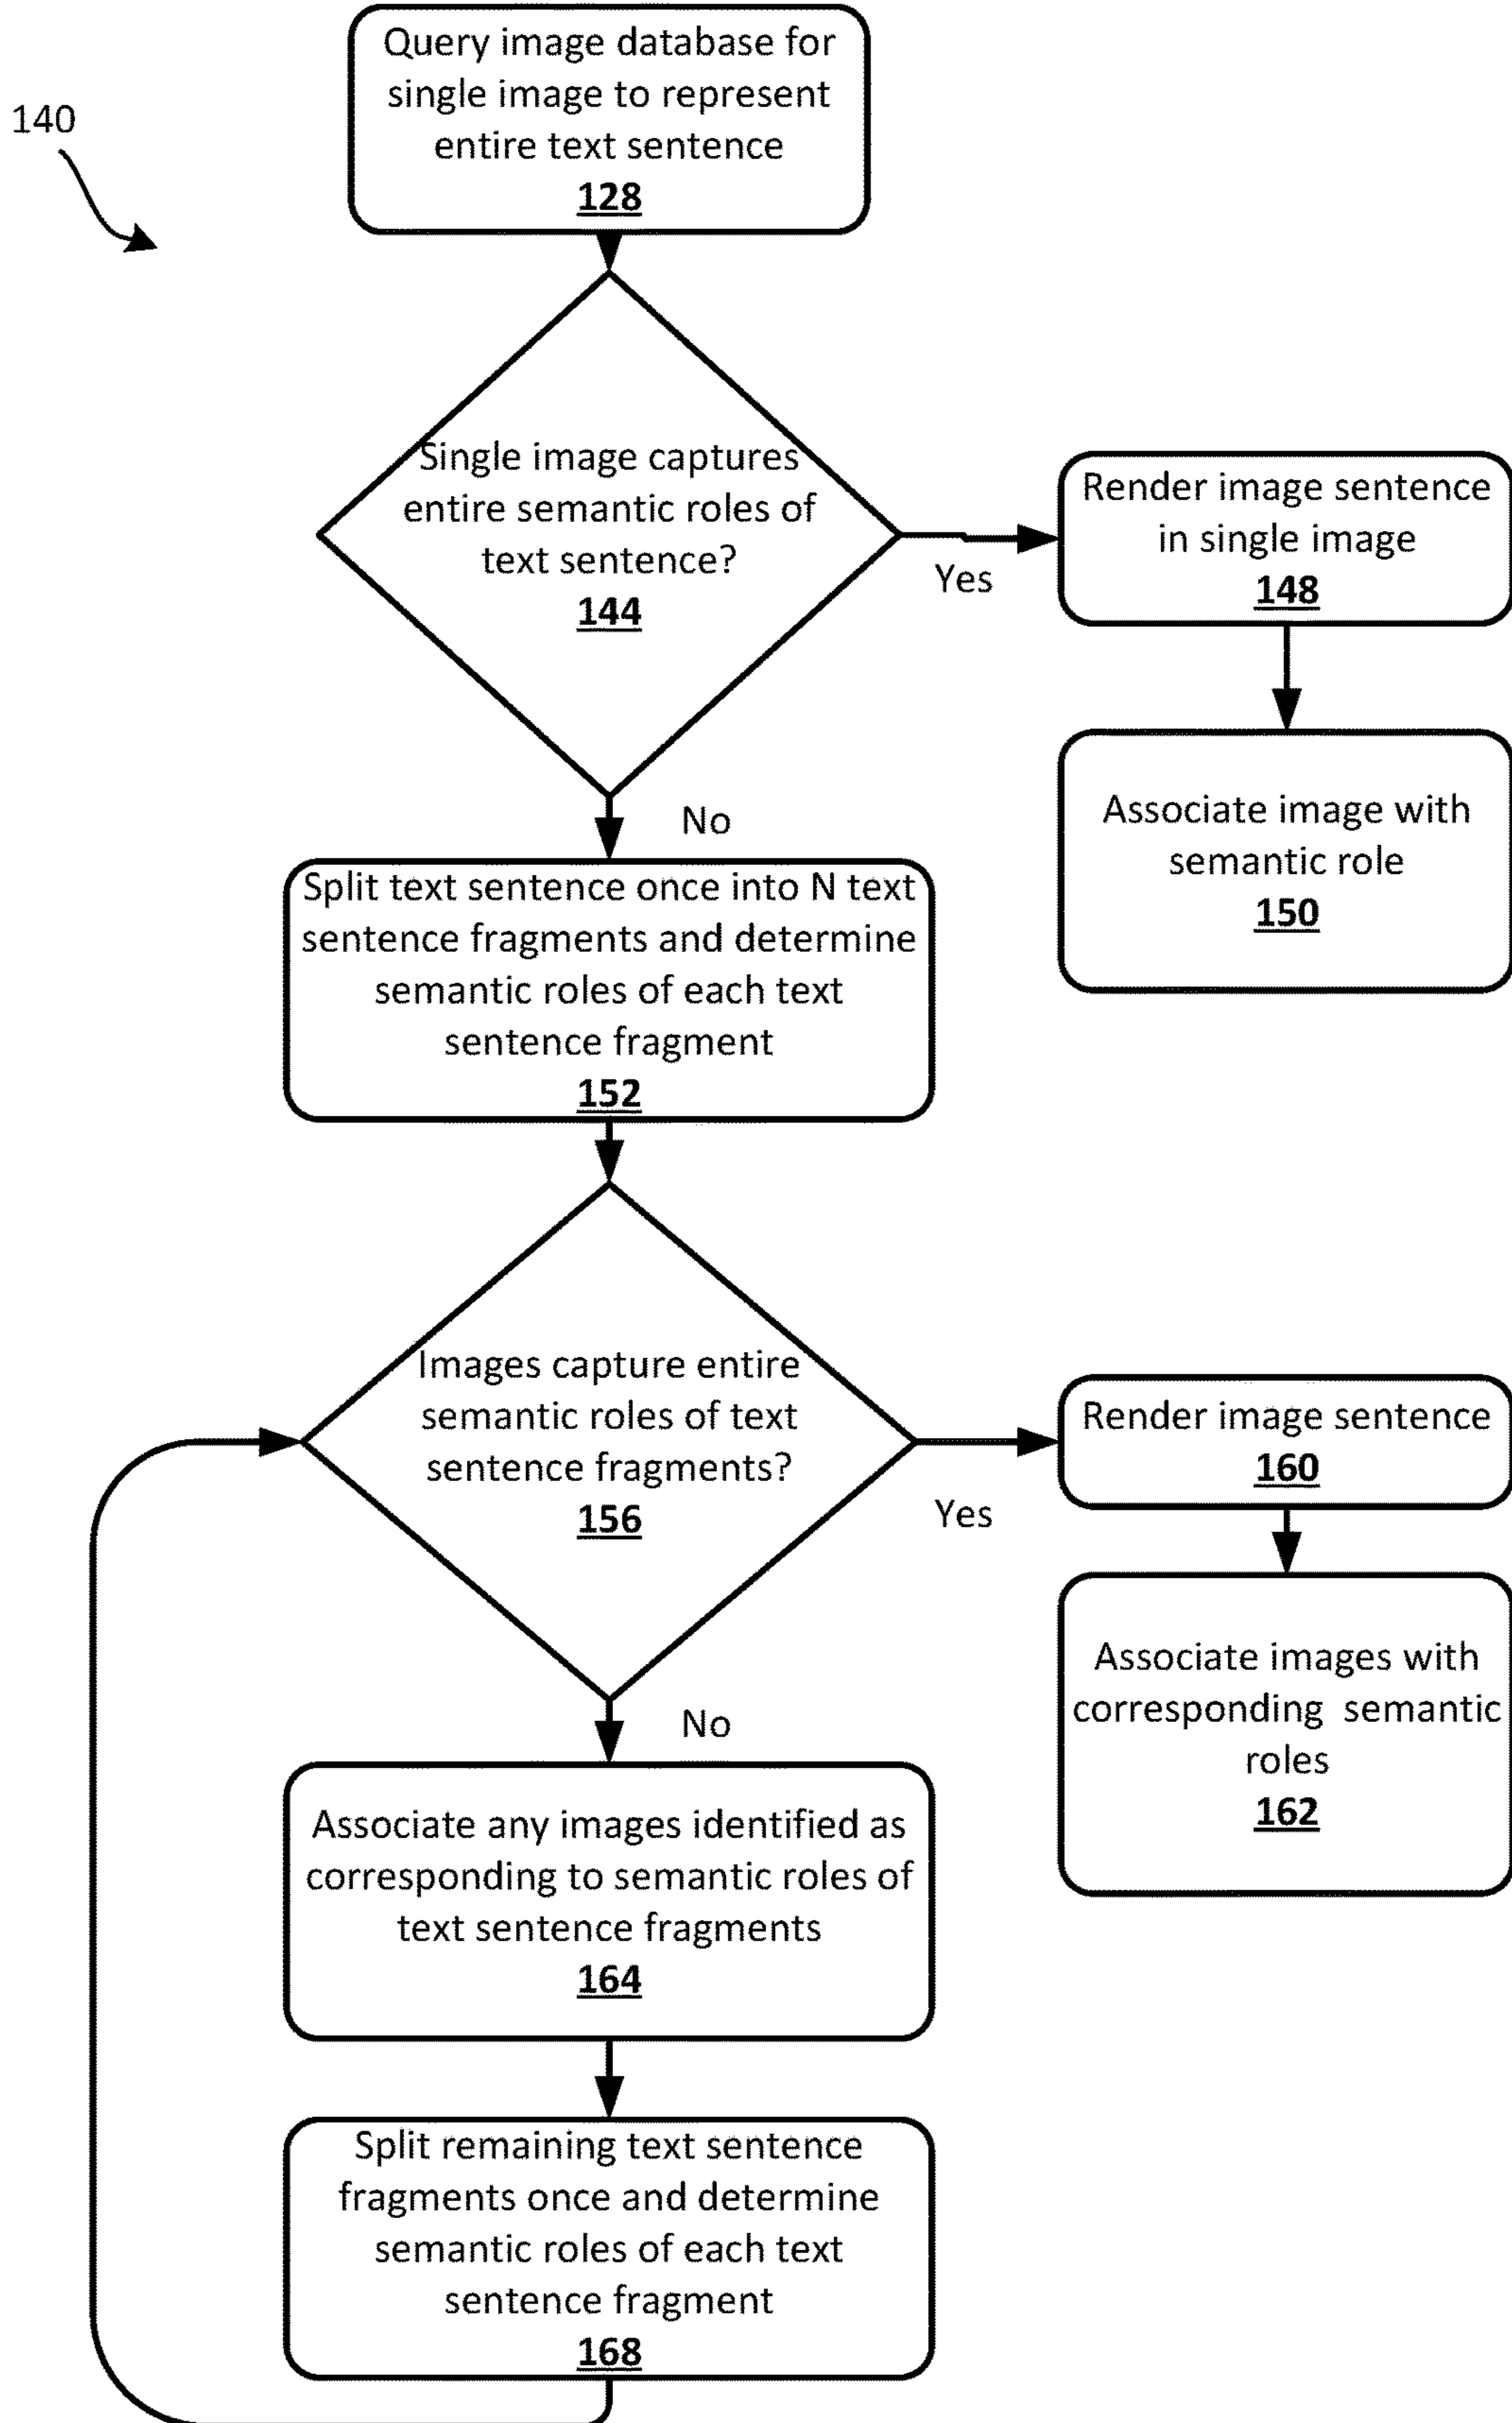 140
Query image database for
single image to represent
entire text sentence
128
Single image captures
entire semantic roles of
text sentence?
144
Yes
Render image sentence
in single image
148
Associate image with
semantic role
150
No
Split text sentence once into N text
sentence fragments and determine
semantic roles of each text
sentence fragment
152
Images capture entire
semantic roles of text
sentence fragments?
156
Yes
Render image sentence
160
Associate images with
corresponding semantic
roles
162
No
Associate any images identified as
corresponding to semantic roles of
text sentence fragments
164
Split remaining text sentence
fragments once and determine
semantic roles of each text
sentence fragment
168